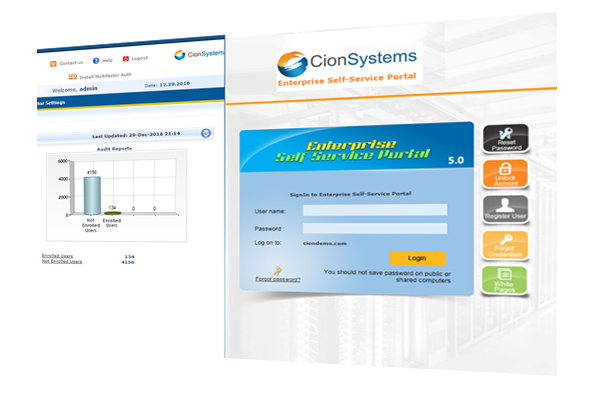 Contact us
Help
Logout
CionSystems
Install Multifactor Auth
Welcome, admin
Date: 12.29.2016
tor Settings
Last Updated: 29-Dec-2016 21:14
Audit Reports
6000
4000
2000
0
4156
134
0
0
Not Enrolled Users
Enrolled Users
Enrolled Users 134
Not Enrolled Users 4156
CionSystems
Enterprise Self-Service Portal
Enterprise
Self Service Portal 5.0
SignIn to Enterprise Self-Service Portal
User name:
Password :
Log on to: ciondemo.com
Login
Forgot password?
You should not save password on public or
shared computers
Reset
Password
Unlock
Account
Register User
Forgot
Credentials
White
Pages